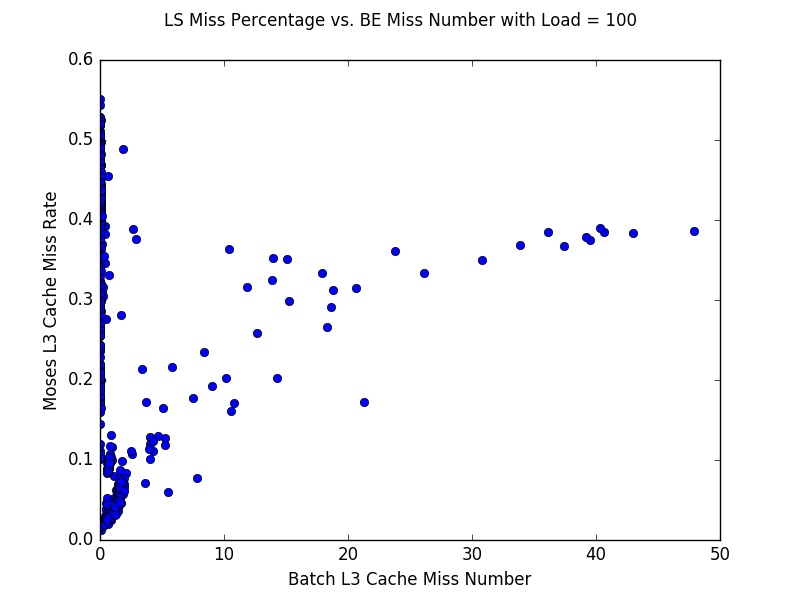 LS Miss Percentage vs. BE Miss Number with Load = 100
0.6
0.5
0.4
0.3
0.2
0.1
0.0
Moses L3 Cache Miss Rate
0 10 20 30 40 50
Batch L3 Cache Miss Number